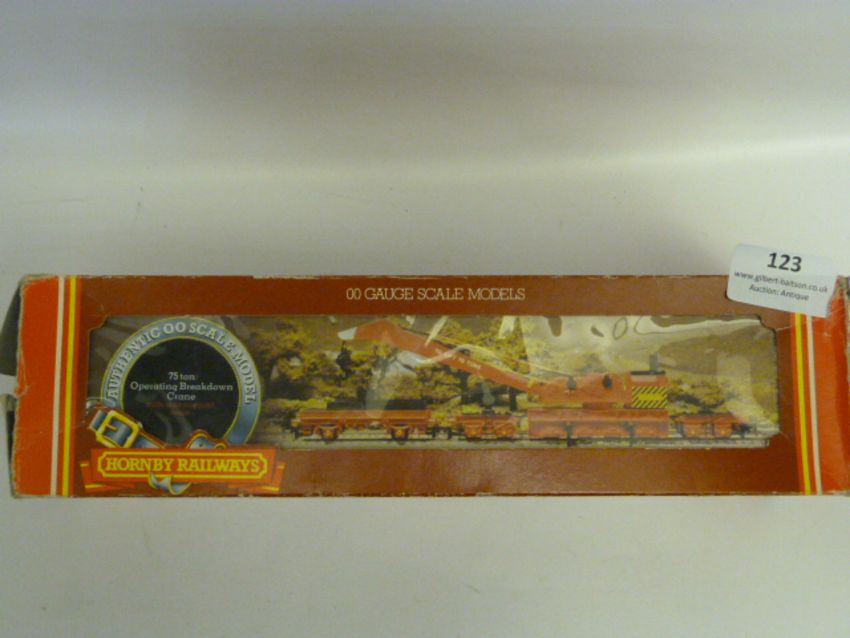 123
www.gilbert-baitson.co.uk
Auction: Antique
00 GAUGE SCALE MODELS
AUTHENTIC OO SCALE MODEL
75 ton
Operating Breakdown
Crane
HORNBY RAILWAYS